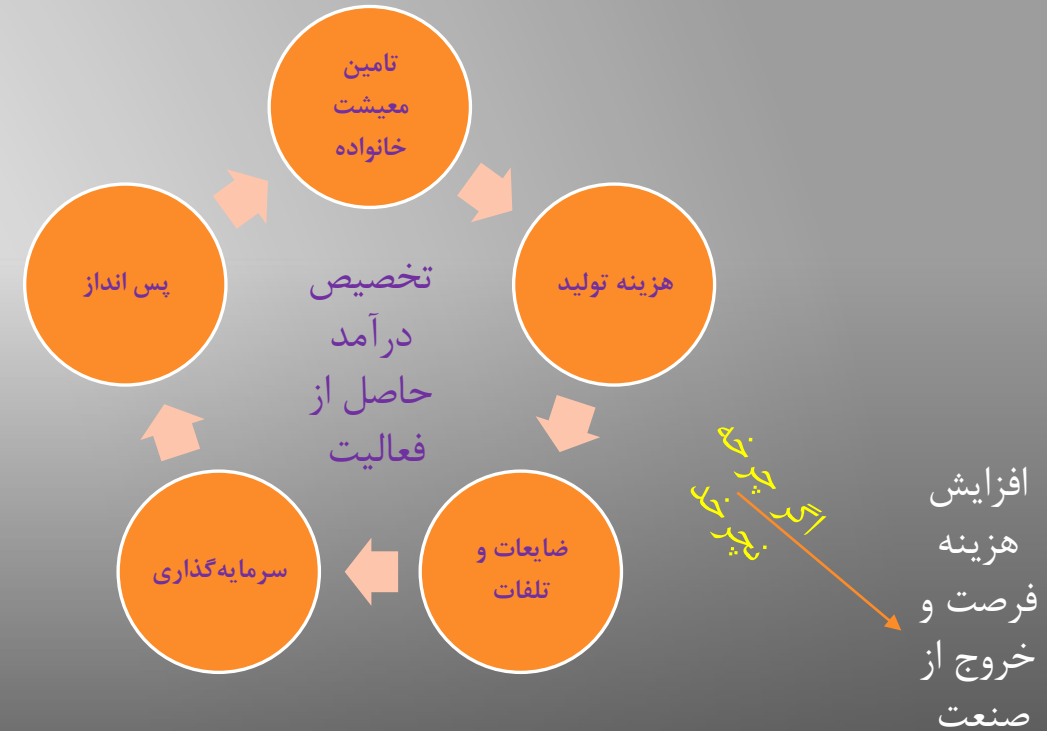 تامین
معیشت
خانواده
هزینه تولید
ضایعات و
تلفات
سرمایه‌گذاری
پس انداز
تخصیص
درآمد
حاصل از
فعالیت
اگر چرخه
نچرخد
افزایش
هزینه
فرصت و
خروج از
صنعت